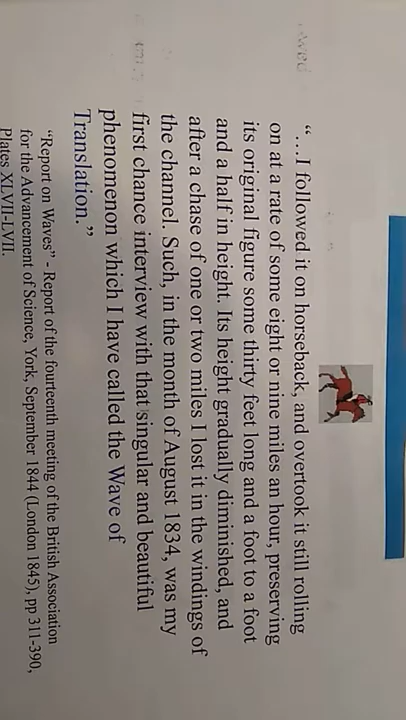 “…I followed it on horseback, and overtook it still rolling
on at a rate of some eight or nine miles an hour, preserving
its original figure some thirty feet long and a foot to a foot
and a half in height. Its height gradually diminished, and
after a chase of one or two miles I lost it in the windings of
the channel. Such, in the month of August 1834, was my
first chance interview with that singular and beautiful
phenomenon which I have called the Wave of
Translation.”
“Report on Waves” - Report of the fourteenth meeting of the British Association
for the Advancement of Science, York, September 1844 (London 1845), pp 311-390,
Plates XLVII-LVII.